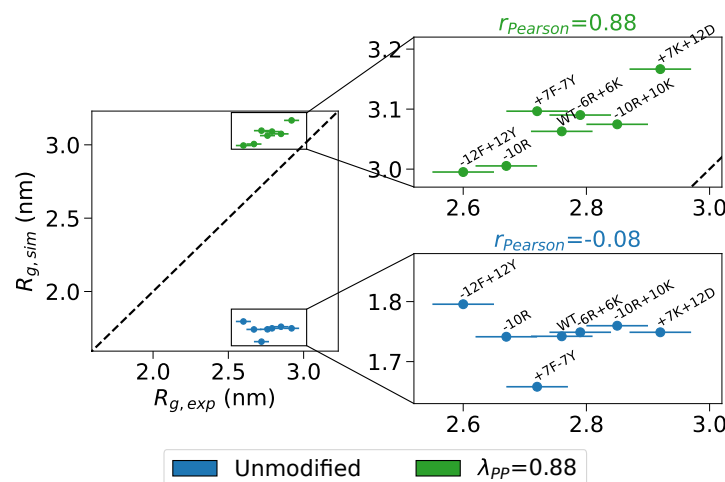 r_Pearson=0.88
3.2
3.1
3.0
+7K+12D
+7F-7Y
-6R+6K
WT
-10R+10K
-12F+12Y
-10R
2.6 2.8 3.0
r_Pearson=-0.08
1.8
1.7
-12F+12Y
-10R
WT
-6R+6K
-10R+10K
+7K+12D
+7F-7Y
2.6 2.8 3.0
R_g,sim (nm)
3.0
2.5
2.0
2.0 2.5 3.0
R_g,exp (nm)
Unmodified λ_PP=0.88